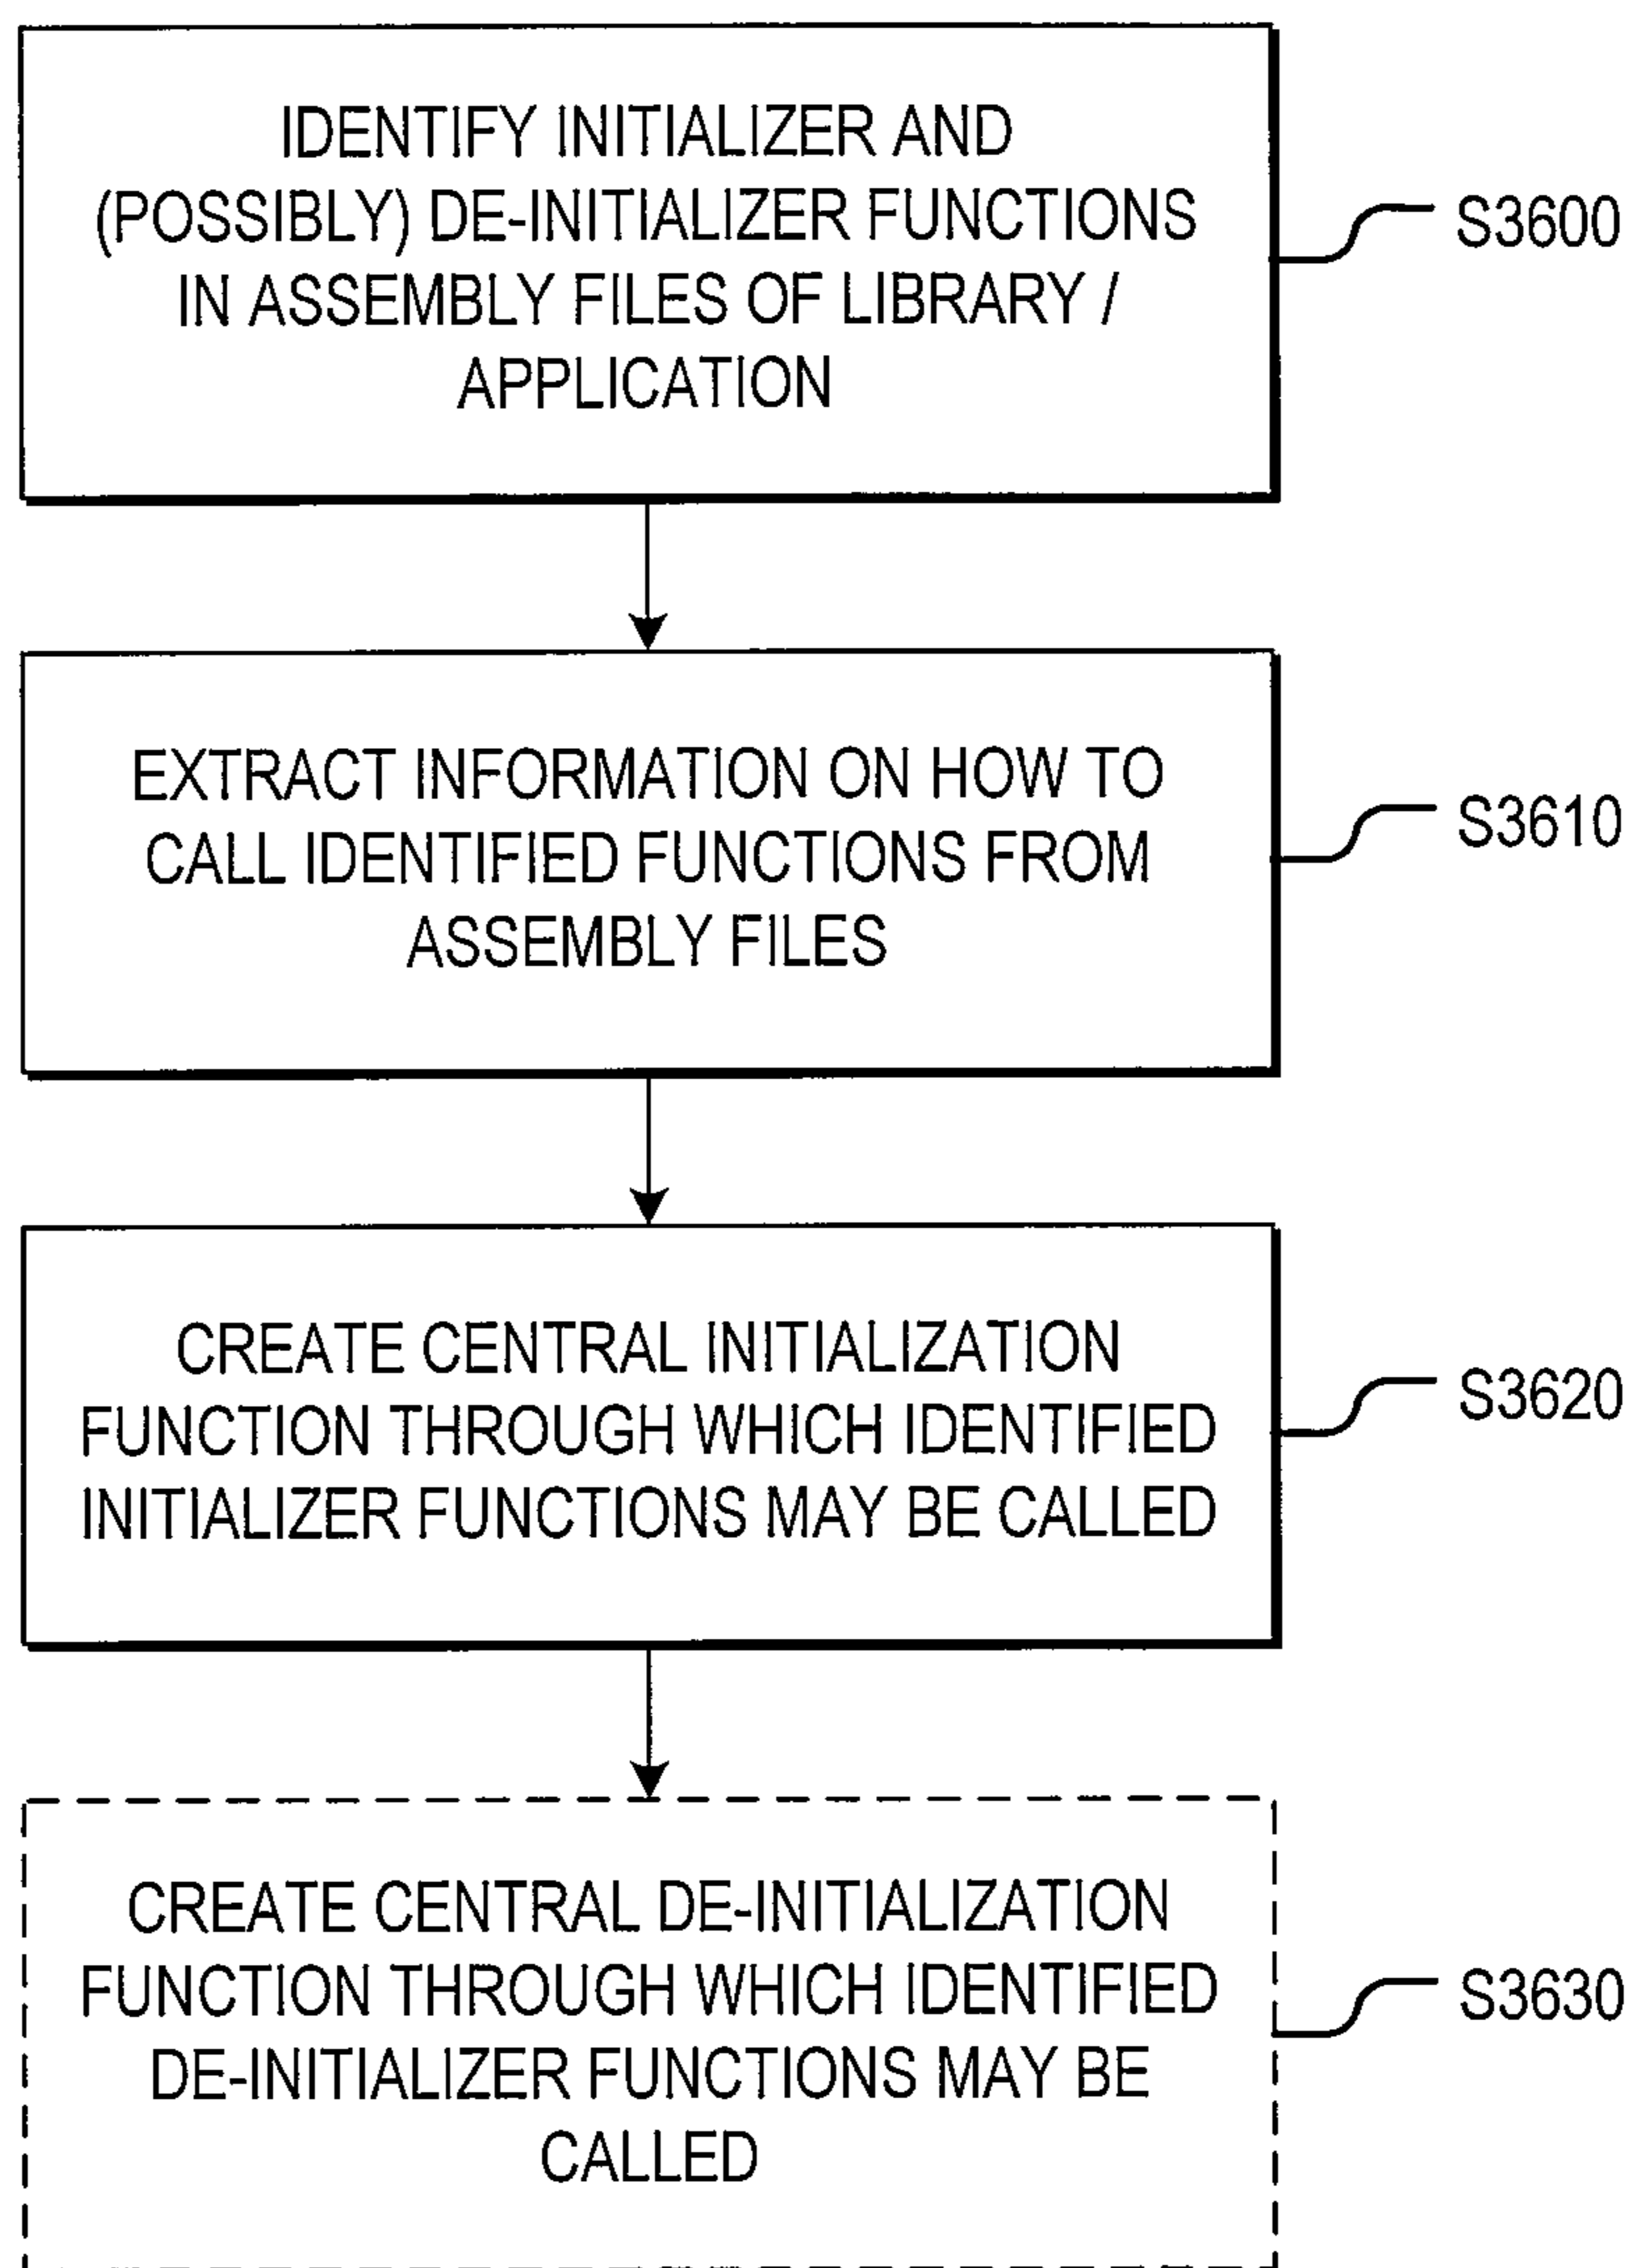 IDENTIFY INITIALIZER AND
(POSSIBLY) DE-INITIALIZER FUNCTIONS
IN ASSEMBLY FILES OF LIBRARY /
APPLICATION
S3600
EXTRACT INFORMATION ON HOW TO
CALL IDENTIFIED FUNCTIONS FROM
ASSEMBLY FILES
S3610
CREATE CENTRAL INITIALIZATION
FUNCTION THROUGH WHICH IDENTIFIED
INITIALIZER FUNCTIONS MAY BE CALLED
S3620
CREATE CENTRAL DE-INITIALIZATION
FUNCTION THROUGH WHICH IDENTIFIED
DE-INITIALIZER FUNCTIONS MAY BE
CALLED
S3630